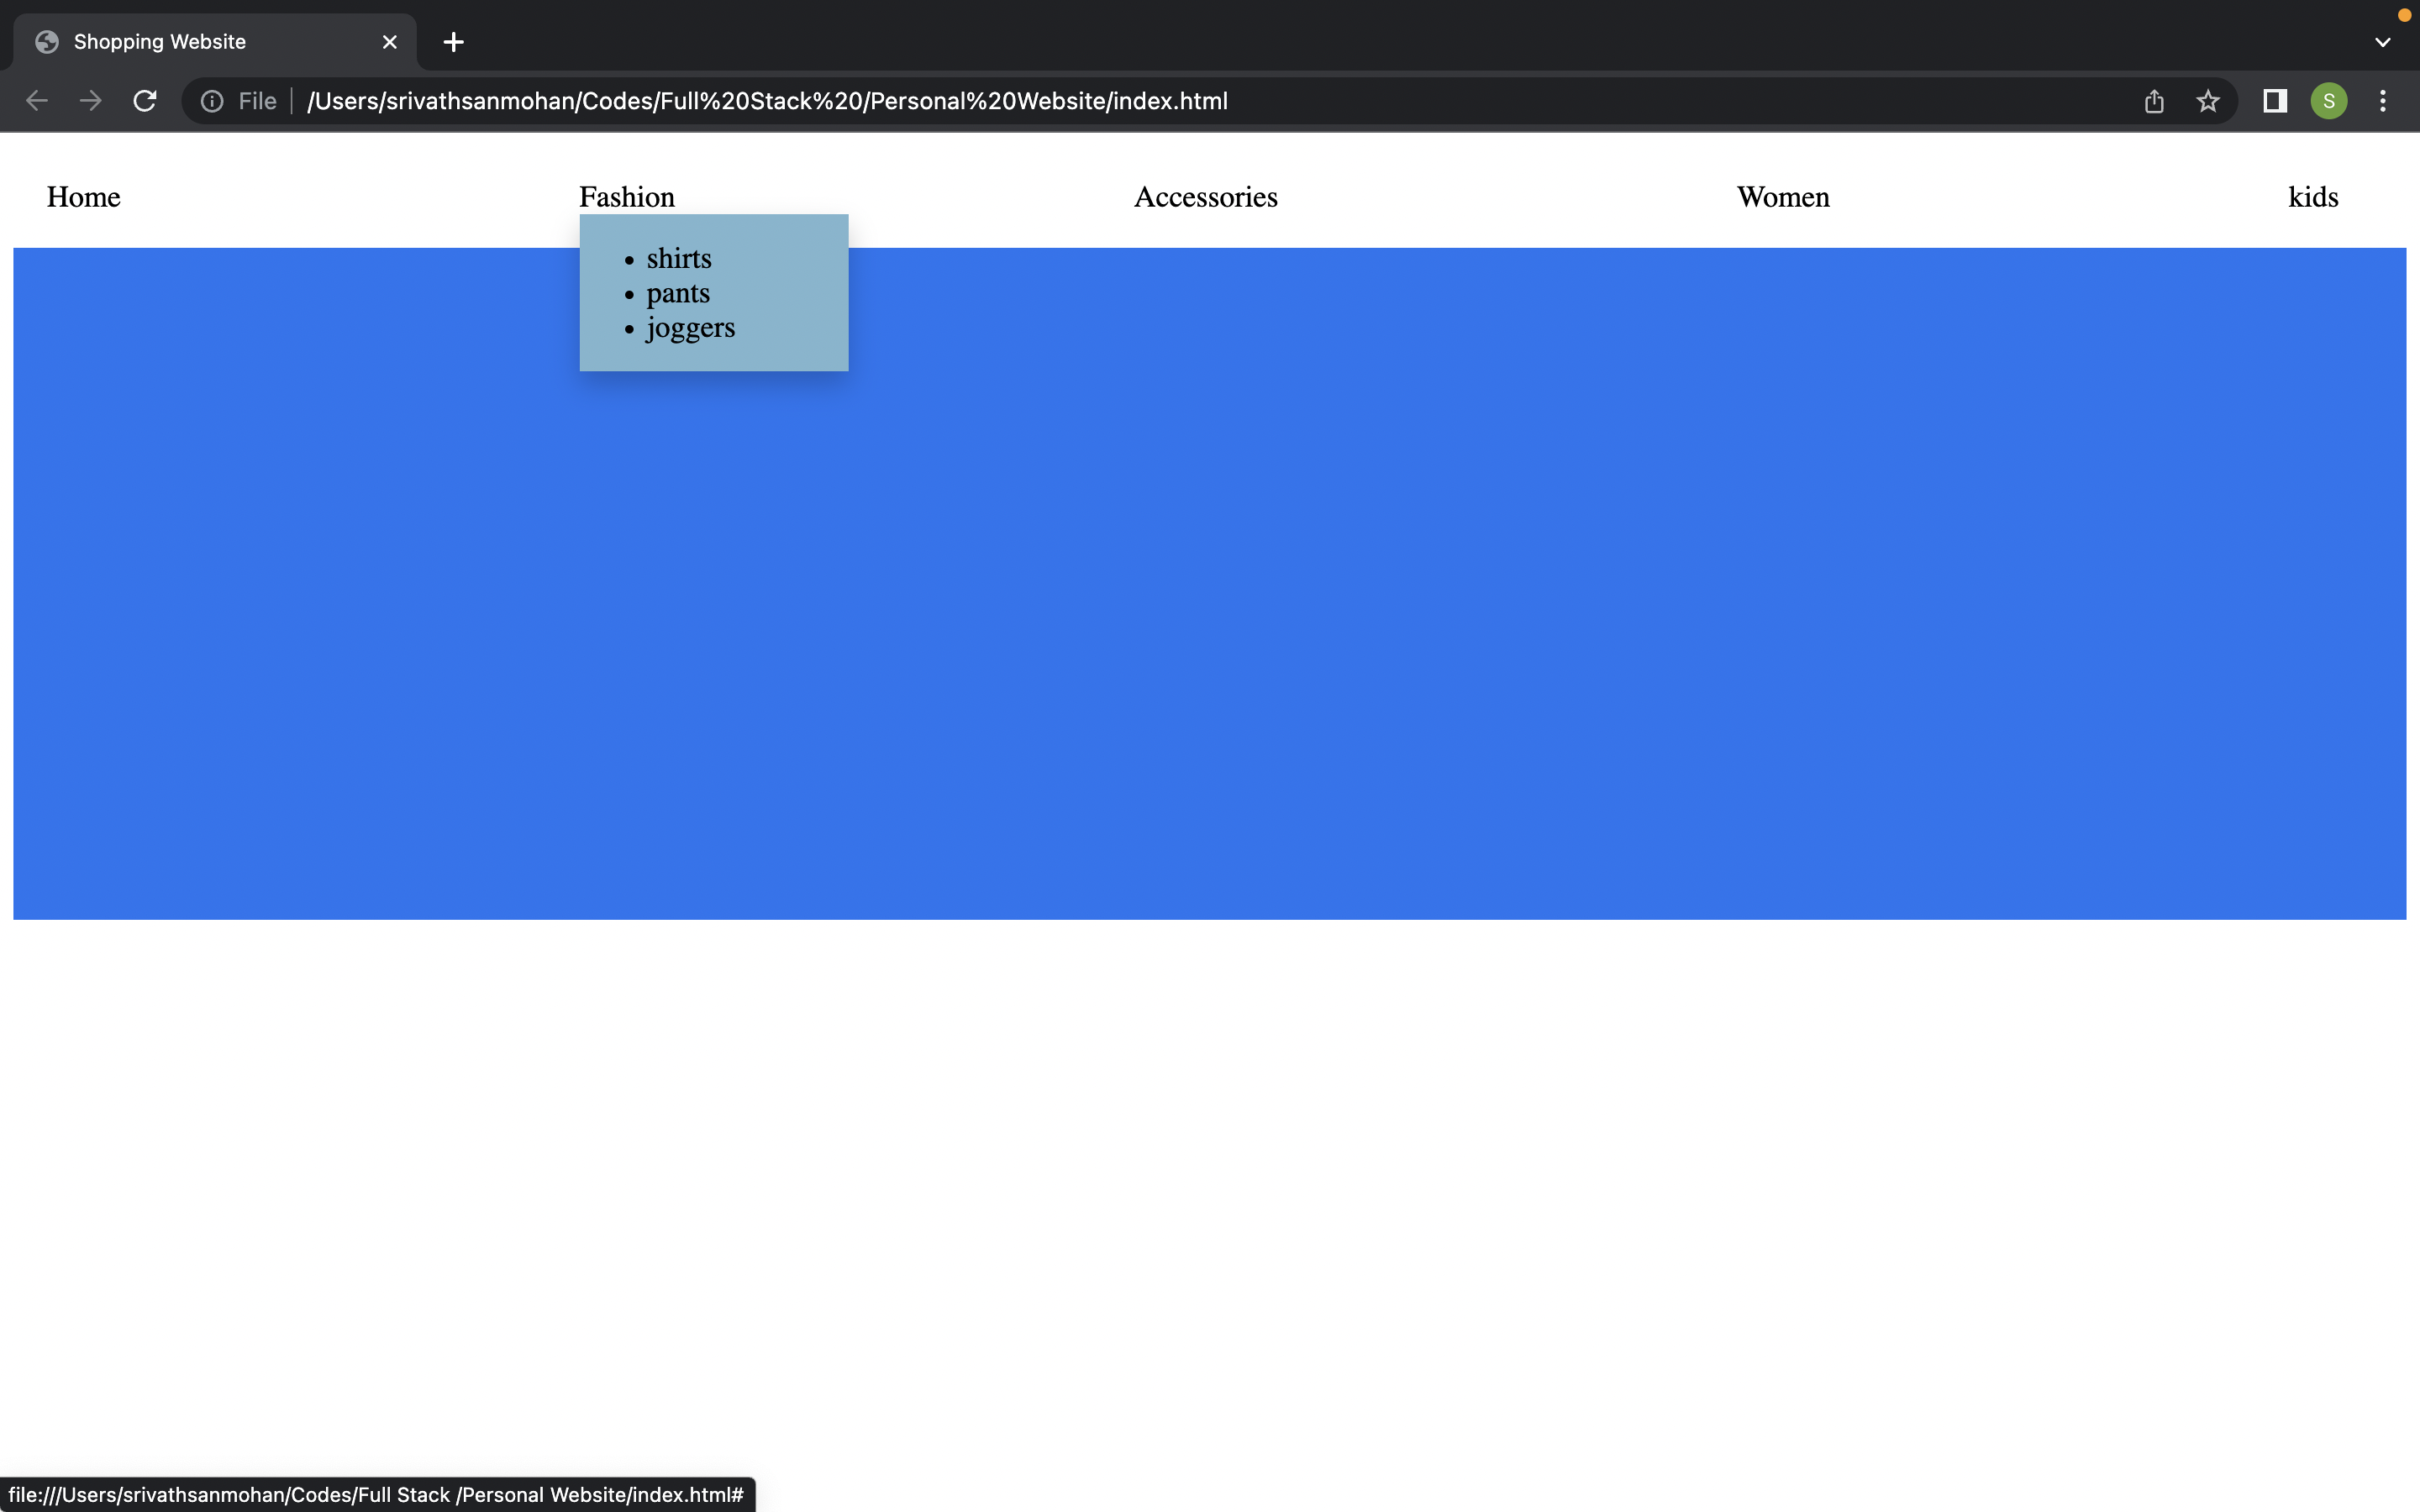 Shopping Website
File /Users/srivathsanmohan/Codes/Full%20Stack%20/Personal%20Website/index.html
S
Home Fashion Accessories Women kids
shirts
pants
joggers
file:///Users/srivathsanmohan/Codes/Full Stack /Personal Website/index.html#